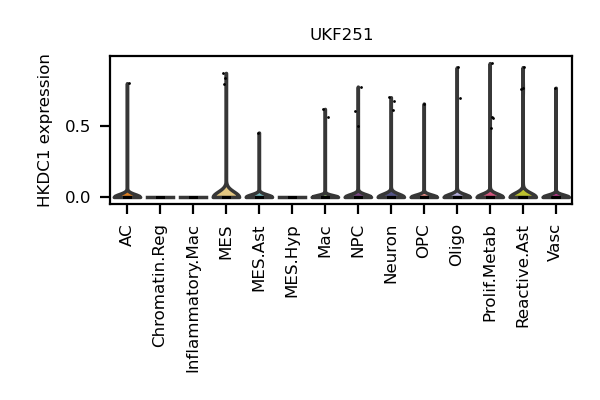 UKF251
HKDC1 expression
0.5
0.0
AC
Chromatin.Reg
Inflammatory.Mac
MES
MES.Ast
MES.Hyp
Mac
NPC
Neuron
OPC
Oligo
Prolif.Metab
Reactive.Ast
Vasc